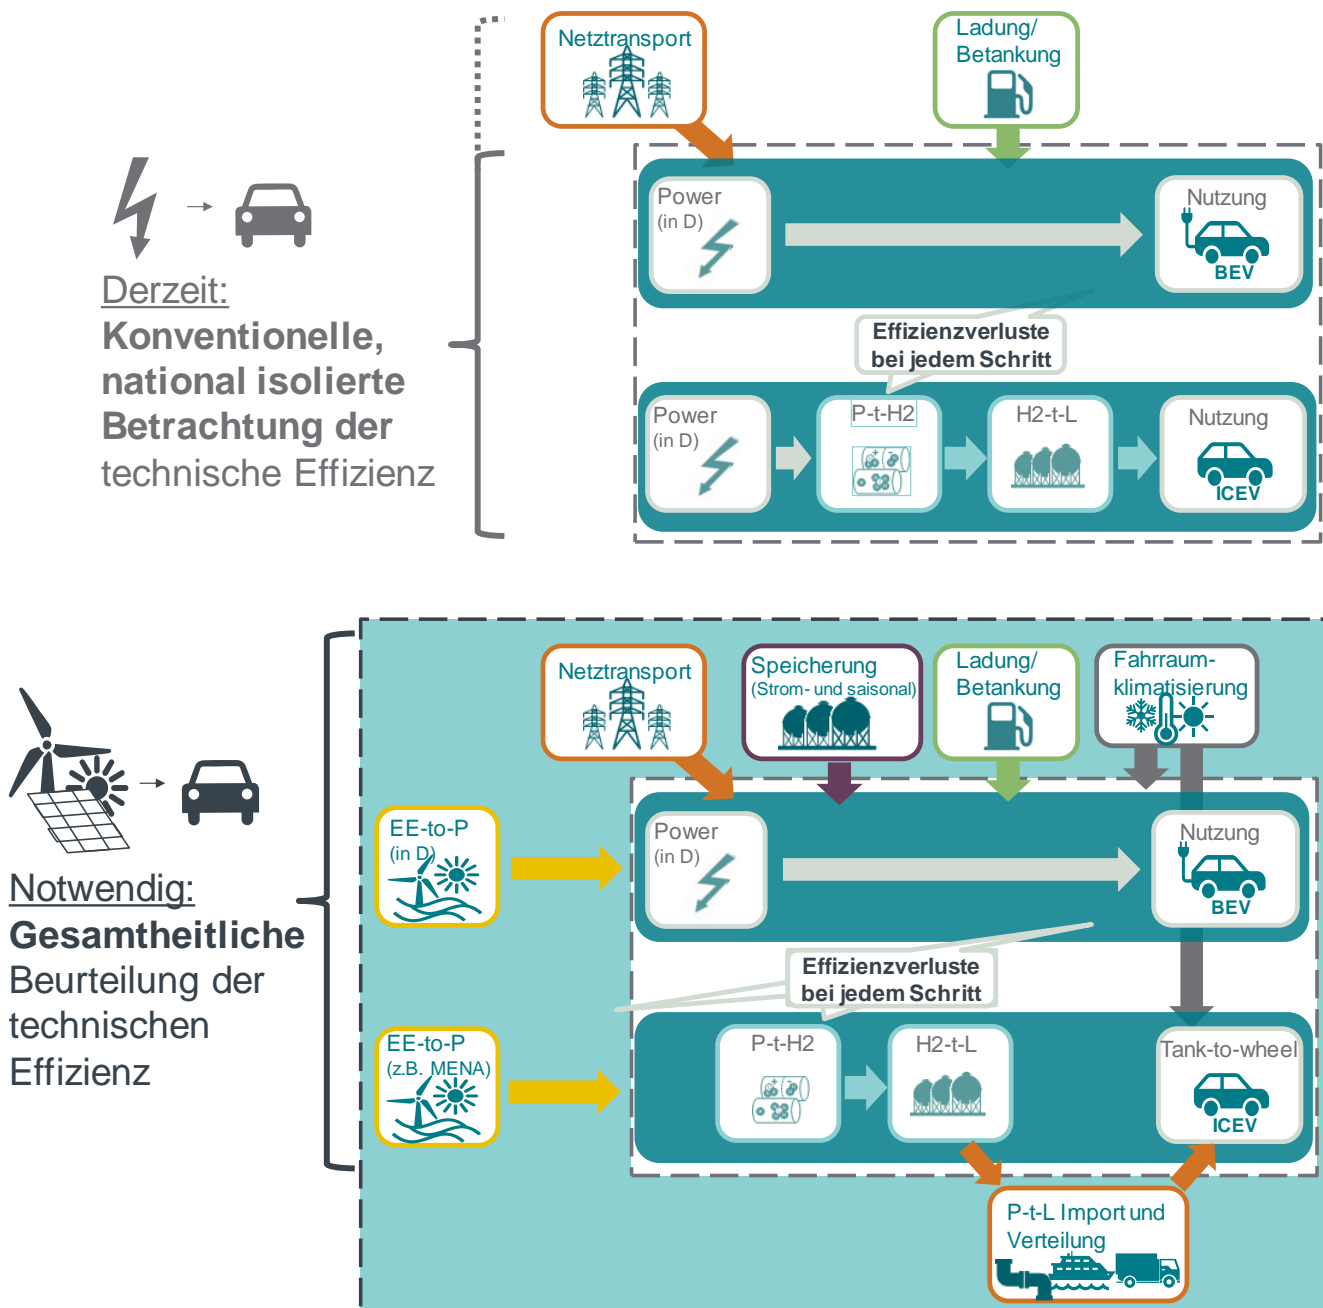 Netztransport
Ladung/
Betankung
Power
(in D)
Nutzung
BEV
Derzeit:
Konventionelle,
national isolierte
Betrachtung der
technische Effizienz
Effizienzverluste
bei jedem Schritt
Power
(in D)
P-t-H2
H2-t-L
Nutzung
ICEV
Netztransport
Speicherung
(Strom- und saisonal)
Ladung/
Betankung
Fahrraum-
klimatisierung
EE-to-P
(in D)
Power
(in D)
Nutzung
BEV
Notwendig:
Gesamtheitliche
Beurteilung der
technischen
Effizienz
Effizienzverluste
bei jedem Schritt
EE-to-P
(z.B. MENA)
P-t-H2
H2-t-L
Tank-to-wheel
ICEV
P-t-L Import und
Verteilung